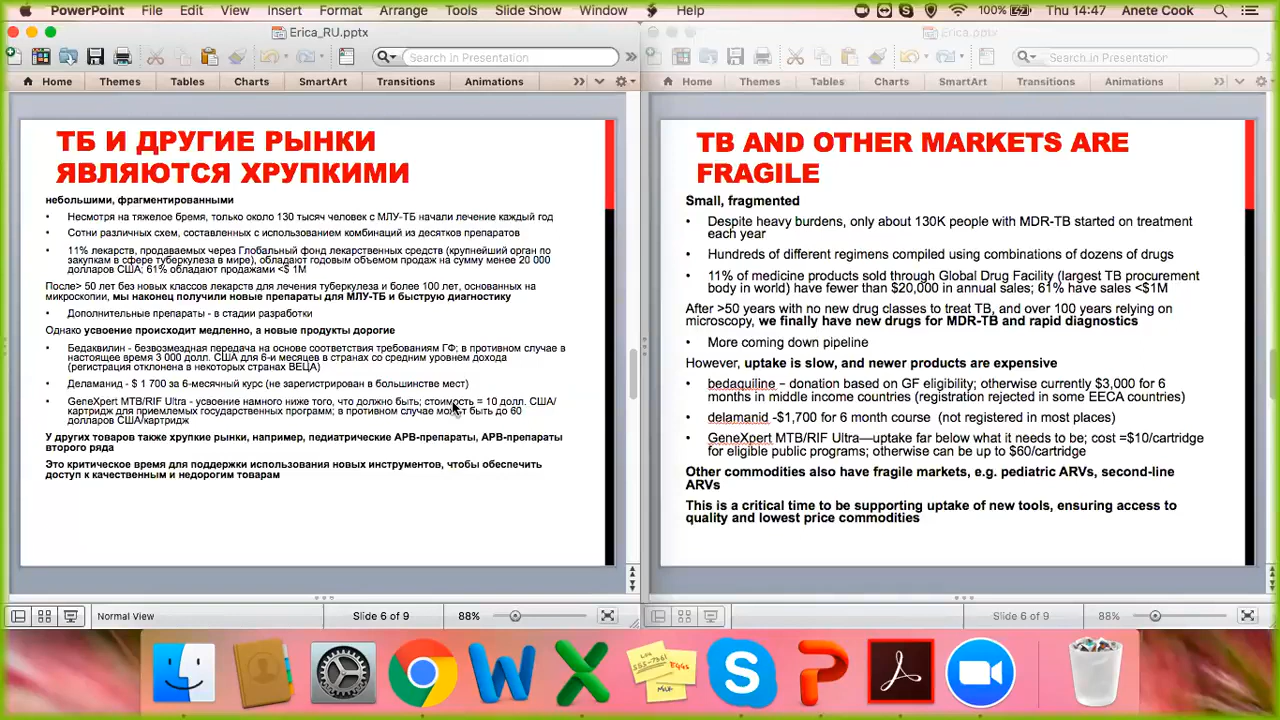 PowerPoint File Edit View Insert Format Arrange Tools Slide Show Window Help 100% Thu 14:47 Anete Cook
Erica_RU.pptx
Search in Presentation
Home Themes Tables Charts SmartArt Transitions Animations
ТБ И ДРУГИЕ РЫНКИ
ЯВЛЯЮТСЯ ХРУПКИМИ
небольшими, фрагментированными
• Несмотря на тяжелое бремя, только около 130 тысяч человек с МЛУ-ТБ начали лечение каждый год
• Сотни различных схем, составленных с использованием комбинаций из десятков препаратов
• 11% лекарств, продаваемых через Глобальный фонд лекарственных средств (крупнейший орган по
закупкам в сфере туберкулеза в мире), обладают годовым объемом продаж на сумму менее 20 000
долларов США; 61% обладают продажами <$ 1M
После> 50 лет без новых классов лекарств для лечения туберкулеза и более 100 лет, основанных на
микроскопии, мы наконец получили новые препараты для МЛУ-ТБ и быструю диагностику
• Дополнительные препараты - в стадии разработки
Однако усвоение происходит медленно, а новые продукты дорогие
• Бедаквилин - безвозмездная передача на основе соответствия требованиям ГФ; в противном случае в
настоящее время 3 000 долл. США для 6-и месяцев в странах со средним уровнем дохода
(регистрация отклонена в некоторых странах ВЕЦА)
• Деламанид - $ 1 700 за 6-месячный курс (не зарегистрирован в большинстве мест)
• GeneXpert MTB/RIF Ultra - усвоение намного ниже того, что должно быть; стоимость = 10 долл. США/
картридж для приемлемых государственных программ; в противном случае может быть до 60
долларов США/картридж
У других товаров также хрупкие рынки, например, педиатрические АРВ-препараты, АРВ-препараты
второго ряда
Это критическое время для поддержки использования новых инструментов, чтобы обеспечить
доступ к качественным и недорогим товарам
Normal View Slide 6 of 9 88%
Erica.pptx
Search in Presentation
Home Themes Tables Charts SmartArt Transitions Animations
TB AND OTHER MARKETS ARE
FRAGILE
Small, fragmented
• Despite heavy burdens, only about 130K people with MDR-TB started on treatment
each year
• Hundreds of different regimens compiled using combinations of dozens of drugs
• 11% of medicine products sold through Global Drug Facility (largest TB procurement
body in world) have fewer than $20,000 in annual sales; 61% have sales <$1M
After >50 years with no new drug classes to treat TB, and over 100 years relying on
microscopy, we finally have new drugs for MDR-TB and rapid diagnostics
• More coming down pipeline
However, uptake is slow, and newer products are expensive
• bedaquiline – donation based on GF eligibility; otherwise currently $3,000 for 6
months in middle income countries (registration rejected in some EECA countries)
• delamanid -$1,700 for 6 month course (not registered in most places)
• GeneXpert MTB/RIF Ultra—uptake far below what it needs to be; cost =$10/cartridge
for eligible public programs; otherwise can be up to $60/cartridge
Other commodities also have fragile markets, e.g. pediatric ARVs, second-line
ARVs
This is a critical time to be supporting uptake of new tools, ensuring access to
quality and lowest price commodities
Slide 6 of 9 88%